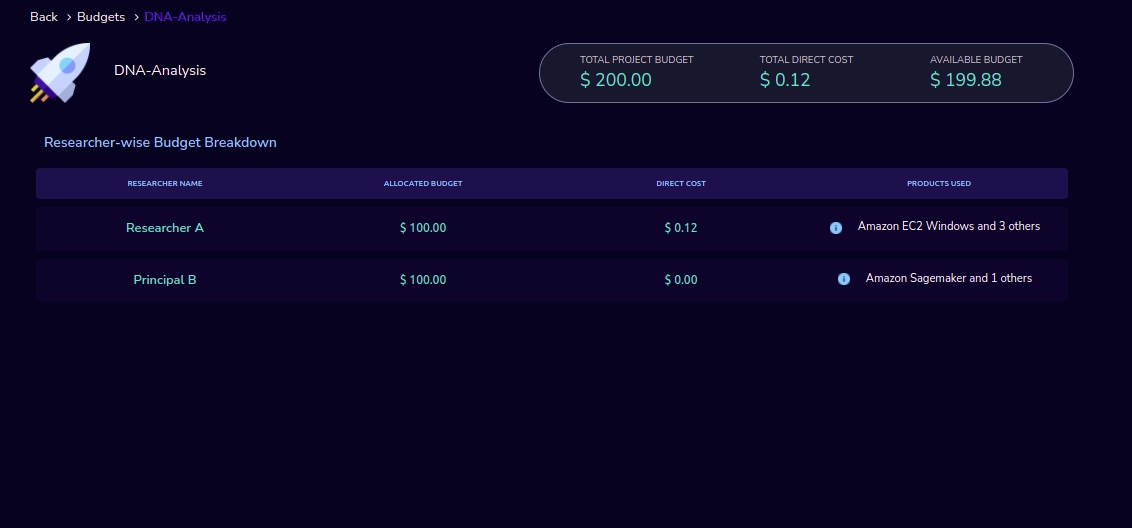 Back > Budgets > DNA-Analysis
DNA-Analysis
TOTAL PROJECT BUDGET TOTAL DIRECT COST AVAILABLE BUDGET
$ 200.00 $ 0.12 $ 199.88
Researcher-wise Budget Breakdown
RESEARCHER NAME ALLOCATED BUDGET DIRECT COST PRODUCTS USED
Researcher A $ 100.00 $ 0.12 i Amazon EC2 Windows and 3 others
Principal B $ 100.00 $ 0.00 i Amazon Sagemaker and 1 others